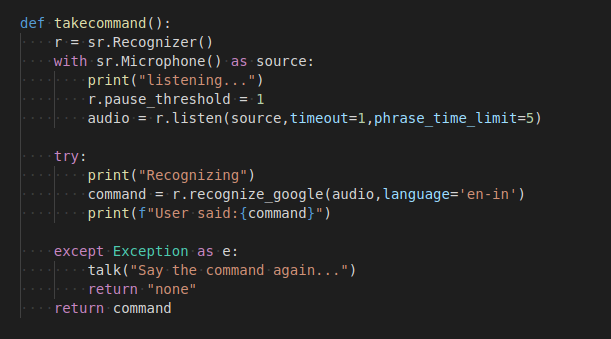 def takecommand():
    r = sr.Recognizer()
    with sr.Microphone() as source:
        print("listening...")
        r.pause_threshold = 1
        audio = r.listen(source,timeout=1,phrase_time_limit=5)

    try:
        print("Recognizing")
        command = r.recognize_google(audio,language='en-in')
        print(f"User said:{command}")

    except Exception as e:
        talk("Say the command again...")
        return "none"
    return command